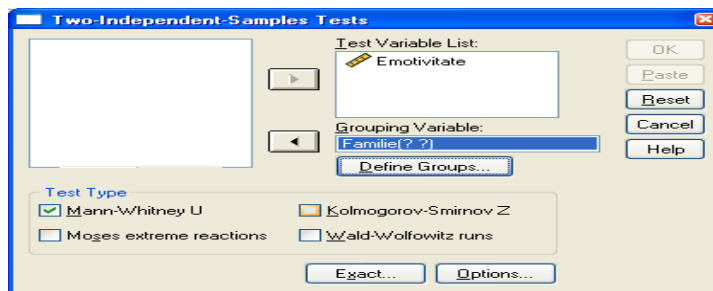 Two-Independent-Samples Tests
Test Variable List:
Emotivitate
OK
Paste
Reset
Grouping Variable:
Cancel
Familie(? ?)
Help
Define Groups...
Test Type
Mann-Whitney U
Kolmogorov-Smirnov Z
Moses extreme reactions
Wald-Wolfowitz runs
Exact...
Options...